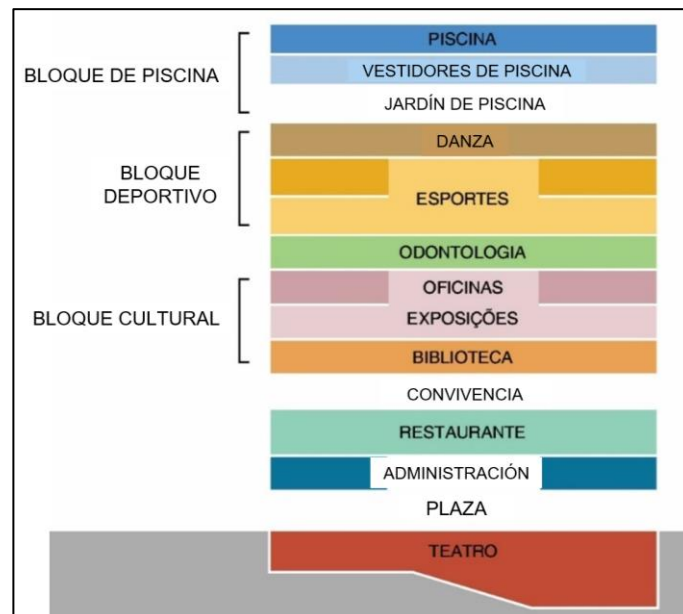 PISCINA
BLOQUE DE PISCINA
VESTIDORES DE PISCINA
JARDÍN DE PISCINA
DANZA
BLOQUE
DEPORTIVO
ESPORTES
ODONTOLOGIA
OFICINAS
BLOQUE CULTURAL
EXPOSIÇÕES
BIBLIOTECA
CONVIVENCIA
RESTAURANTE
ADMINISTRACIÓN
PLAZA
TEATRO